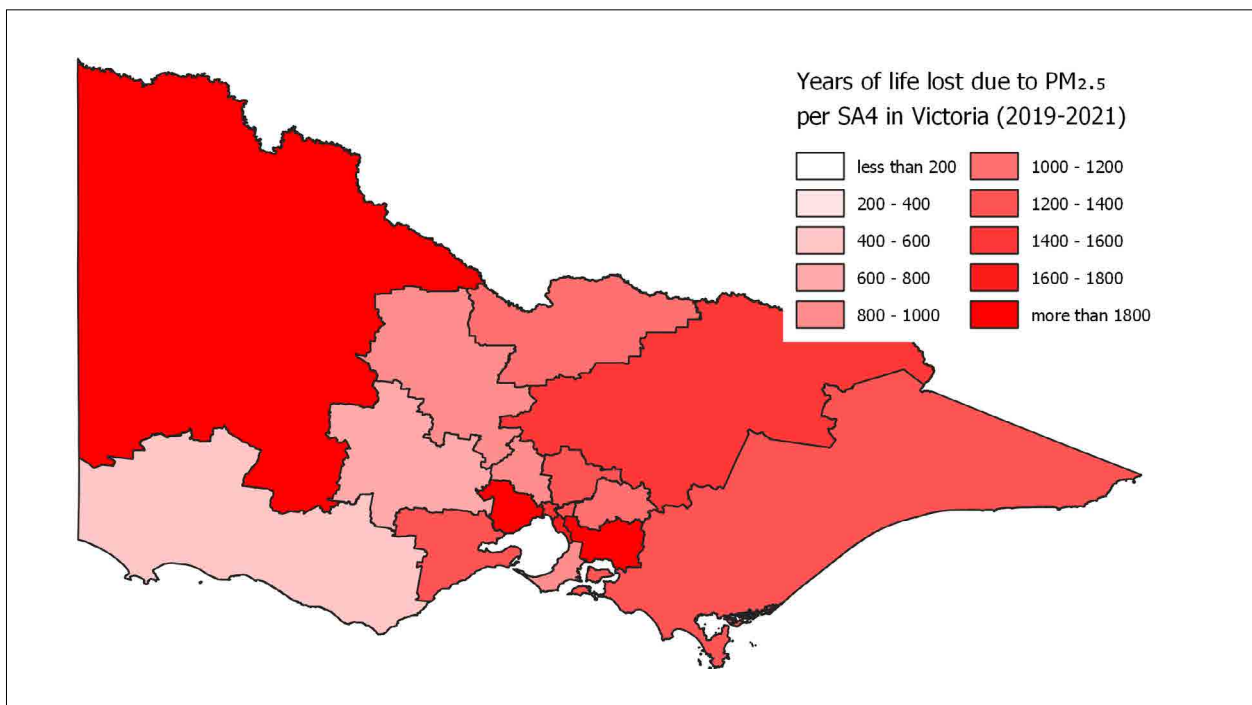 Years of life lost due to PM₂.₅
per SA4 in Victoria (2019-2021)
less than 200
200 - 400
400 - 600
600 - 800
800 - 1000
1000 - 1200
1200 - 1400
1400 - 1600
1600 - 1800
more than 1800